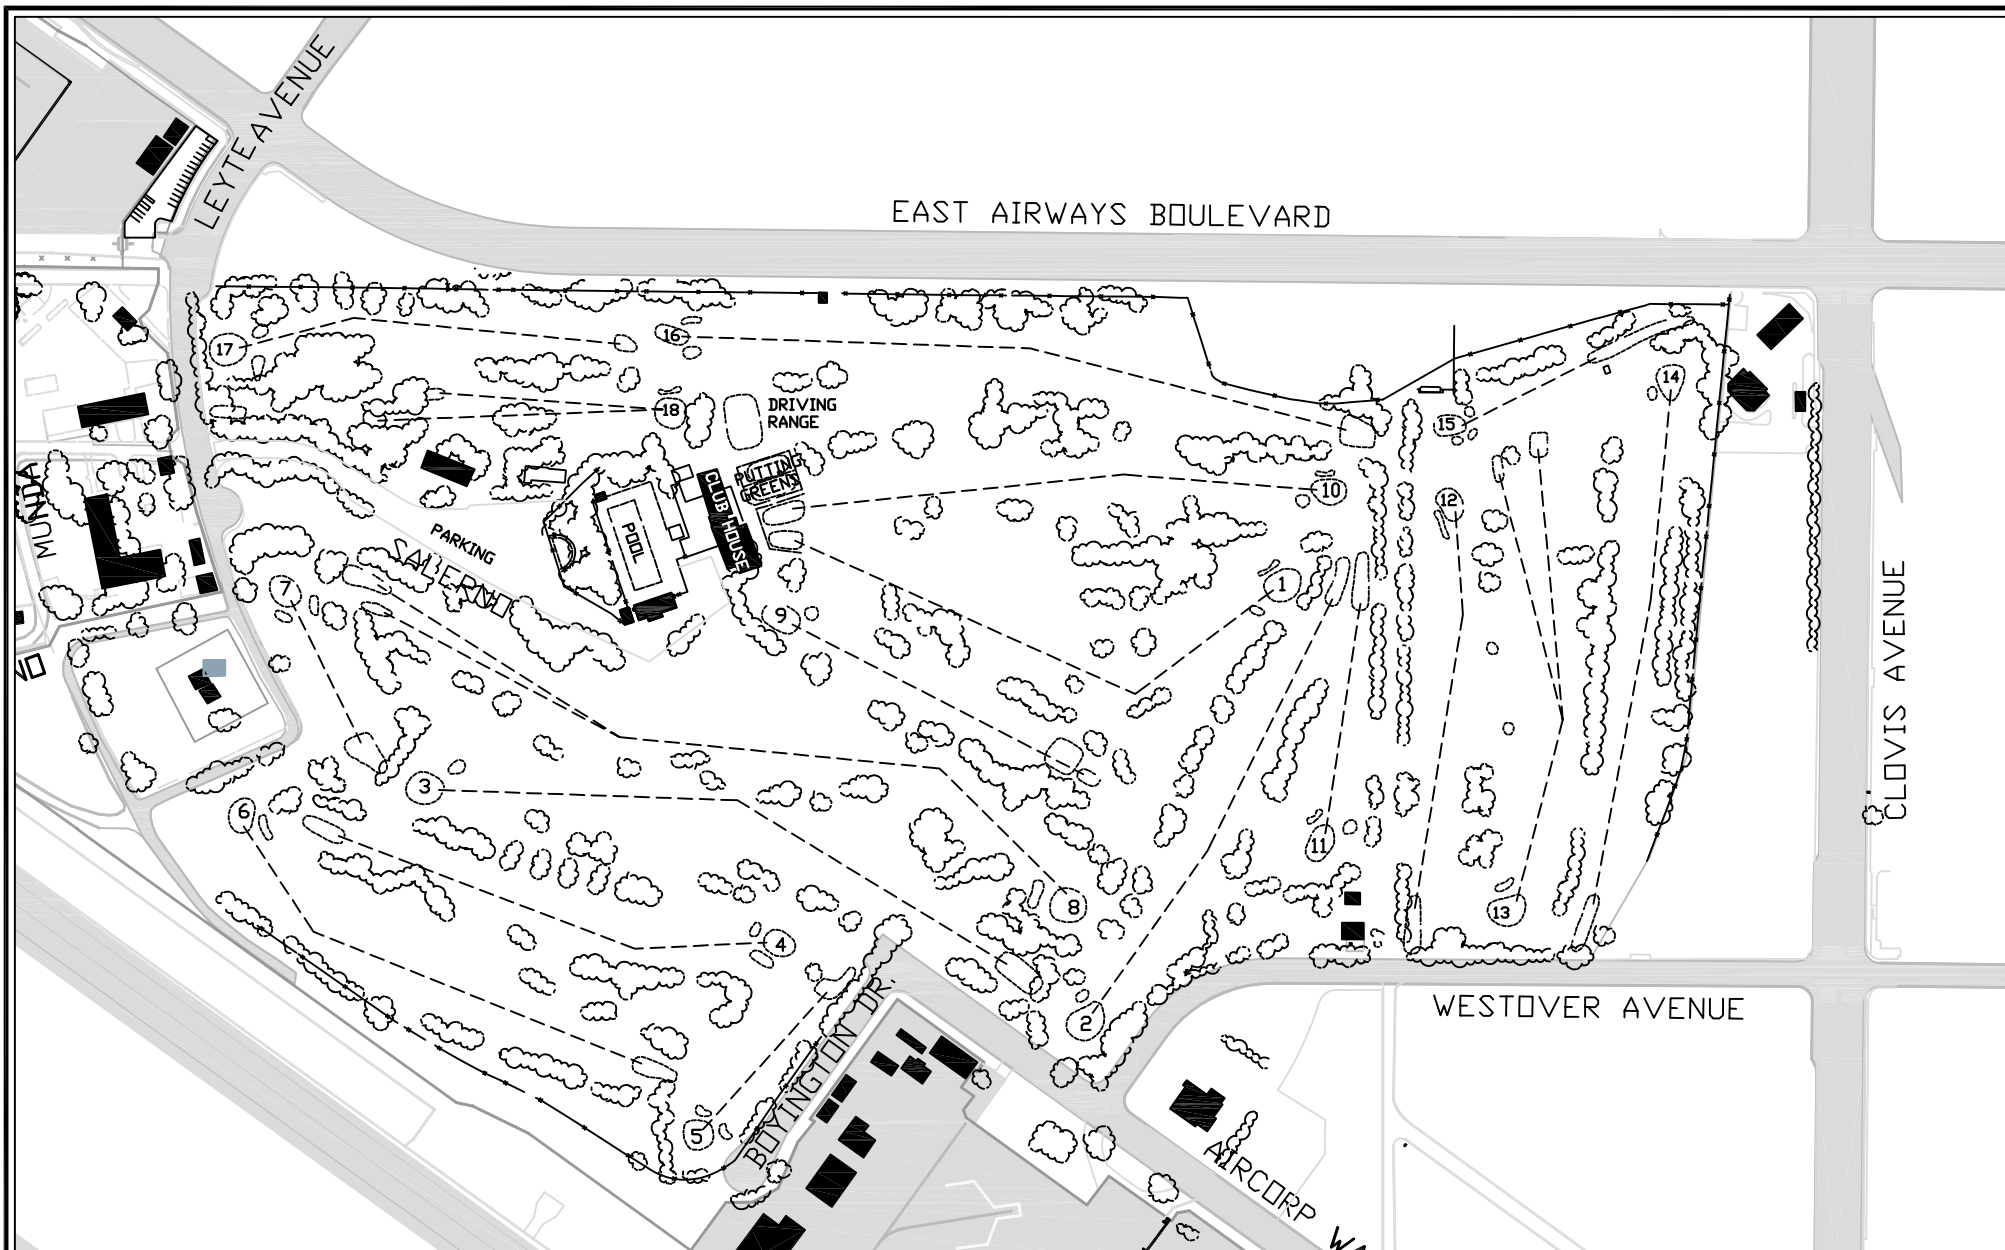 LEYTE AVENUE
EAST AIRWAYS BOULEVARD
17
16
14
18
DRIVING
RANGE
15
PUTTING
GREENS
CLUB HOUSE
10
12
MUNDA
PARKING
POOL
SALERNO
7
1
9
CLOVIS AVENUE
NO
3
6
11
8
13
4
BOYINGTON DR.
2
WESTOVER AVENUE
5
AIRCORP